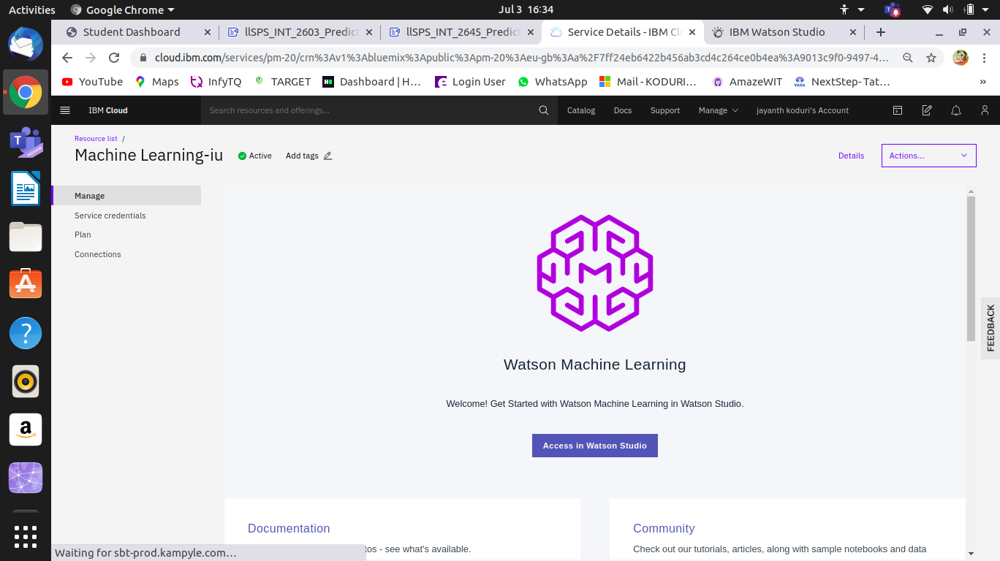 Activities
Google Chrome
Jul 3 16:34
Student Dashboard
llSPS_INT_2603_Predict
llSPS_INT_2645_Predict
Service Details - IBM Cl
IBM Watson Studio
cloud.ibm.com/services/pm-20/crn%3Av1%3Abluemix%3Apublic%3Apm-20%3Aeu-gb%3Aa%2F7ff24eb6422b456ab3cd4c264ce0b4ea%3A9013c9f0-9497-4...
YouTube
Maps
InfyTQ
TARGET
Dashboard | H...
Login User
WhatsApp
Mail - KODURI...
AmazeWIT
NextStep- Tat...
»
IBM Cloud
Search resources and offerings...
Catalog
Docs
Support
Manage
jayanth koduri's Account
Resource list /
Machine Learning-iu
Active
Add tags
Details
Actions...
Manage
Service credentials
Plan
Connections
Watson Machine Learning
Welcome! Get Started with Watson Machine Learning in Watson Studio.
Access in Watson Studio
FEEDBACK
Documentation
- see what's available.
Community
Check out our tutorials, articles, along with sample notebooks and data
Waiting for sbt-prod.kampyle.com...